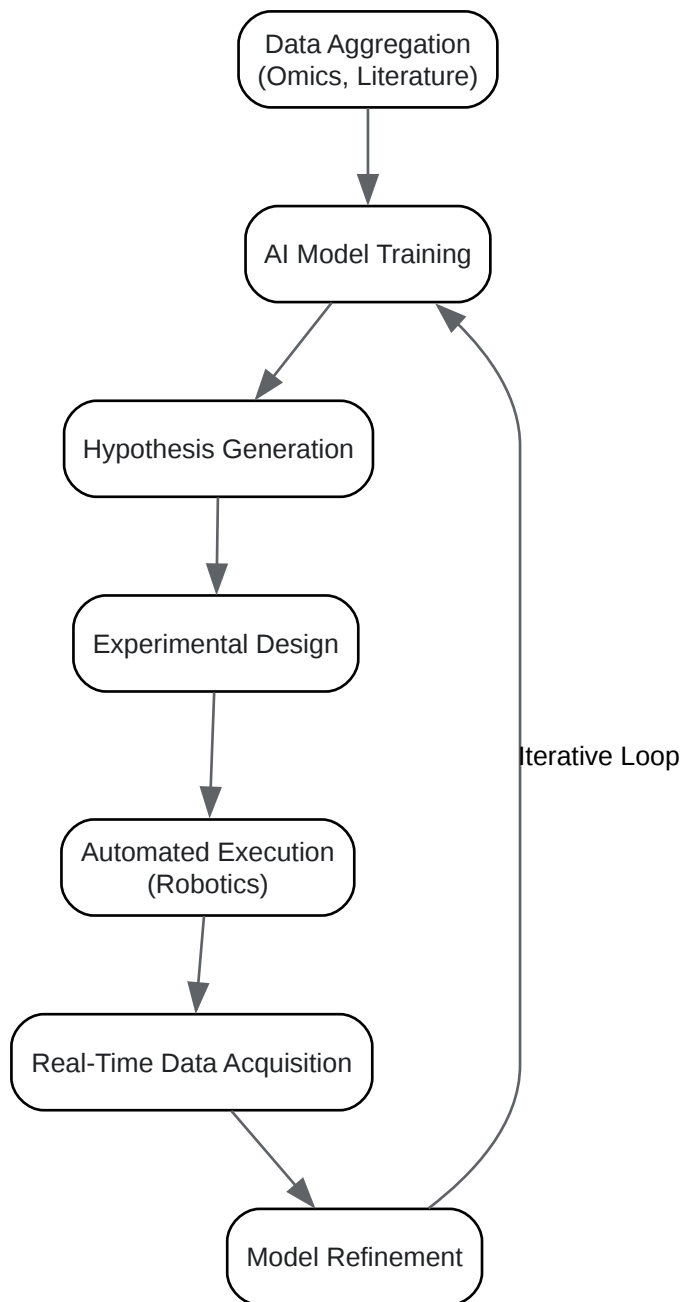 Data Aggregation
(Omics, Literature)
AI Model Training
Hypothesis Generation
Experimental Design
Iterative Loop
Automated Execution
(Robotics)
Real-Time Data Acquisition
Model Refinement